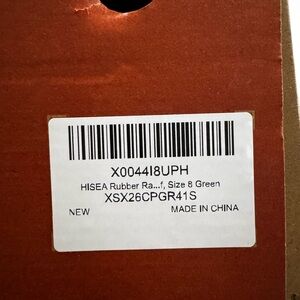 X0044I8UPH
HISEA Rubber Ra...f, Size 8 Green
XSX26CPGR41S
NEW MADE IN CHINA